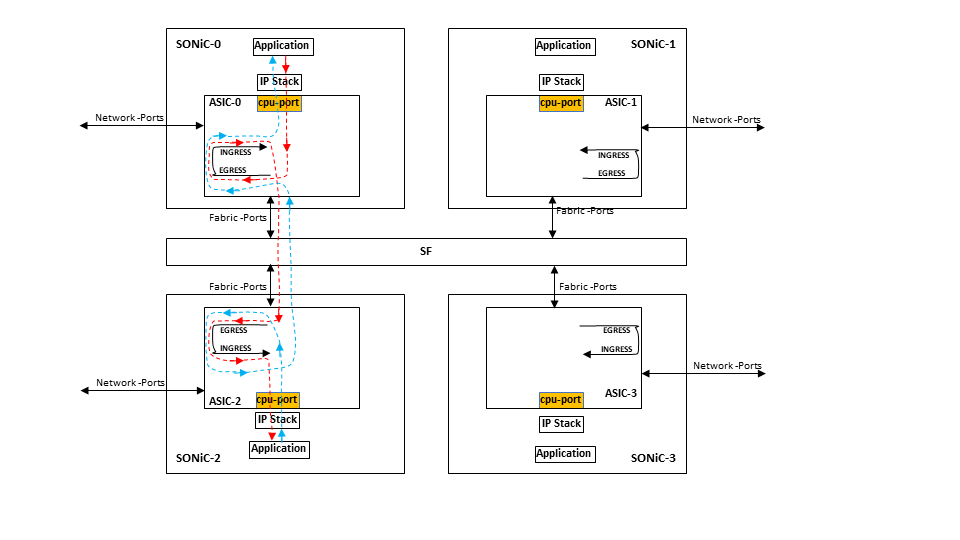 SONiC-0
Application
IP Stack
ASIC-0
cpu-port
Network -Ports
INGRESS
EGRESS
Fabric -Ports
Application
SONiC-1
IP Stack
cpu-port
ASIC-1
Network -Ports
INGRESS
EGRESS
Fabric -Ports
SF
Fabric -Ports
EGRESS
INGRESS
Network -Ports
ASIC-2
cpu-port
IP Stack
Application
SONiC-2
Fabric -Ports
EGRESS
INGRESS
Network -Ports
ASIC-3
cpu-port
IP Stack
Application
SONiC-3